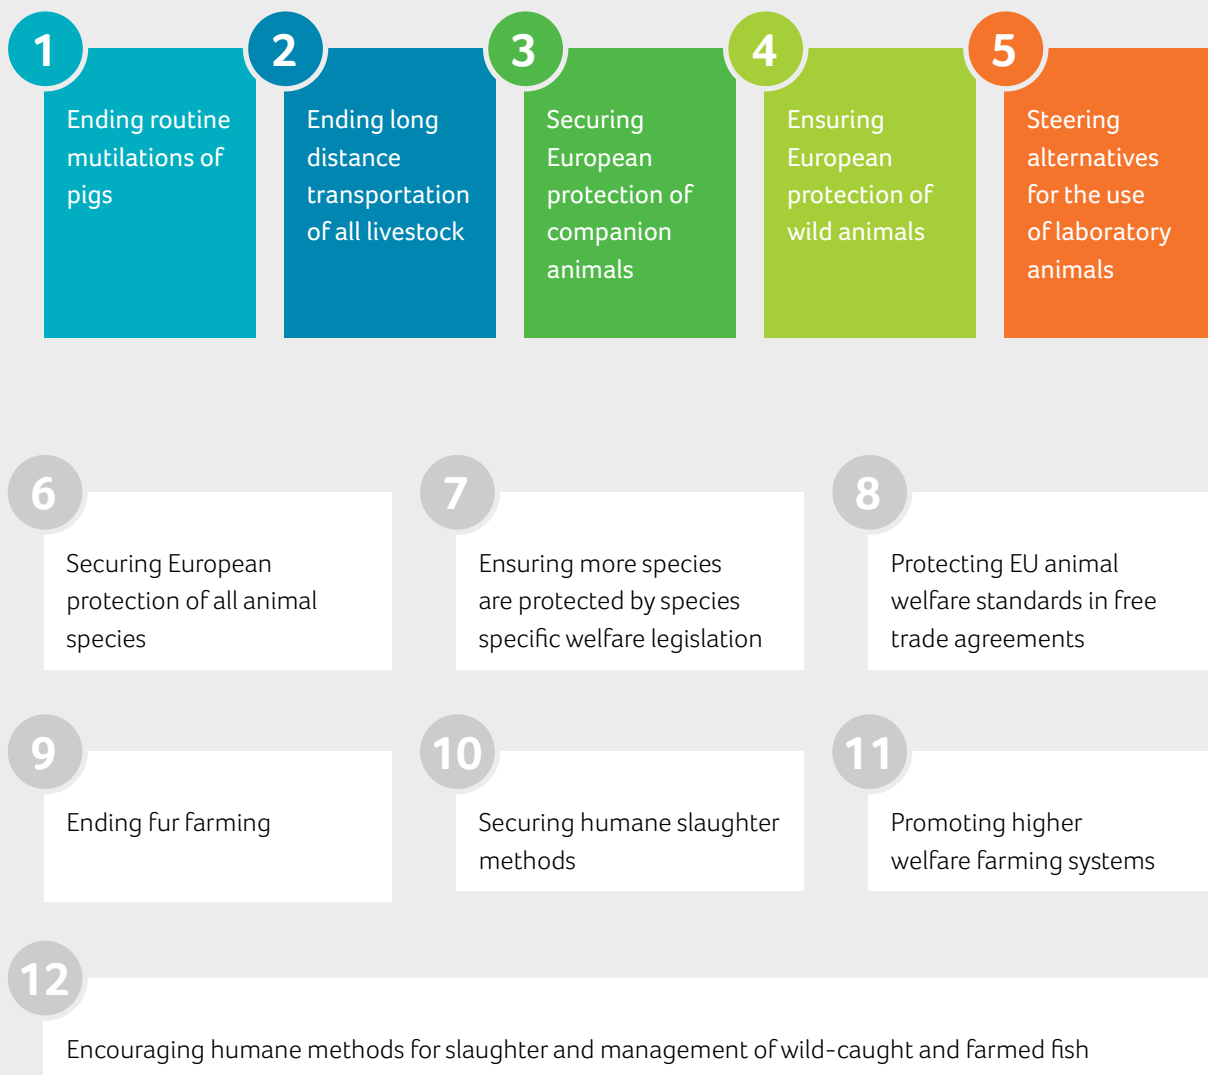 1
Ending routine
mutilations of
pigs
2
Ending long
distance
transportation
of all livestock
3
Securing
European
protection of
companion
animals
4
Ensuring
European
protection of
wild animals
5
Steering
alternatives
for the use
of laboratory
animals
6
Securing European
protection of all animal
species
7
Ensuring more species
are protected by species
specific welfare legislation
8
Protecting EU animal
welfare standards in free
trade agreements
9
Ending fur farming
10
Securing humane slaughter
methods
11
Promoting higher
welfare farming systems
12
Encouraging humane methods for slaughter and management of wild-caught and farmed fish